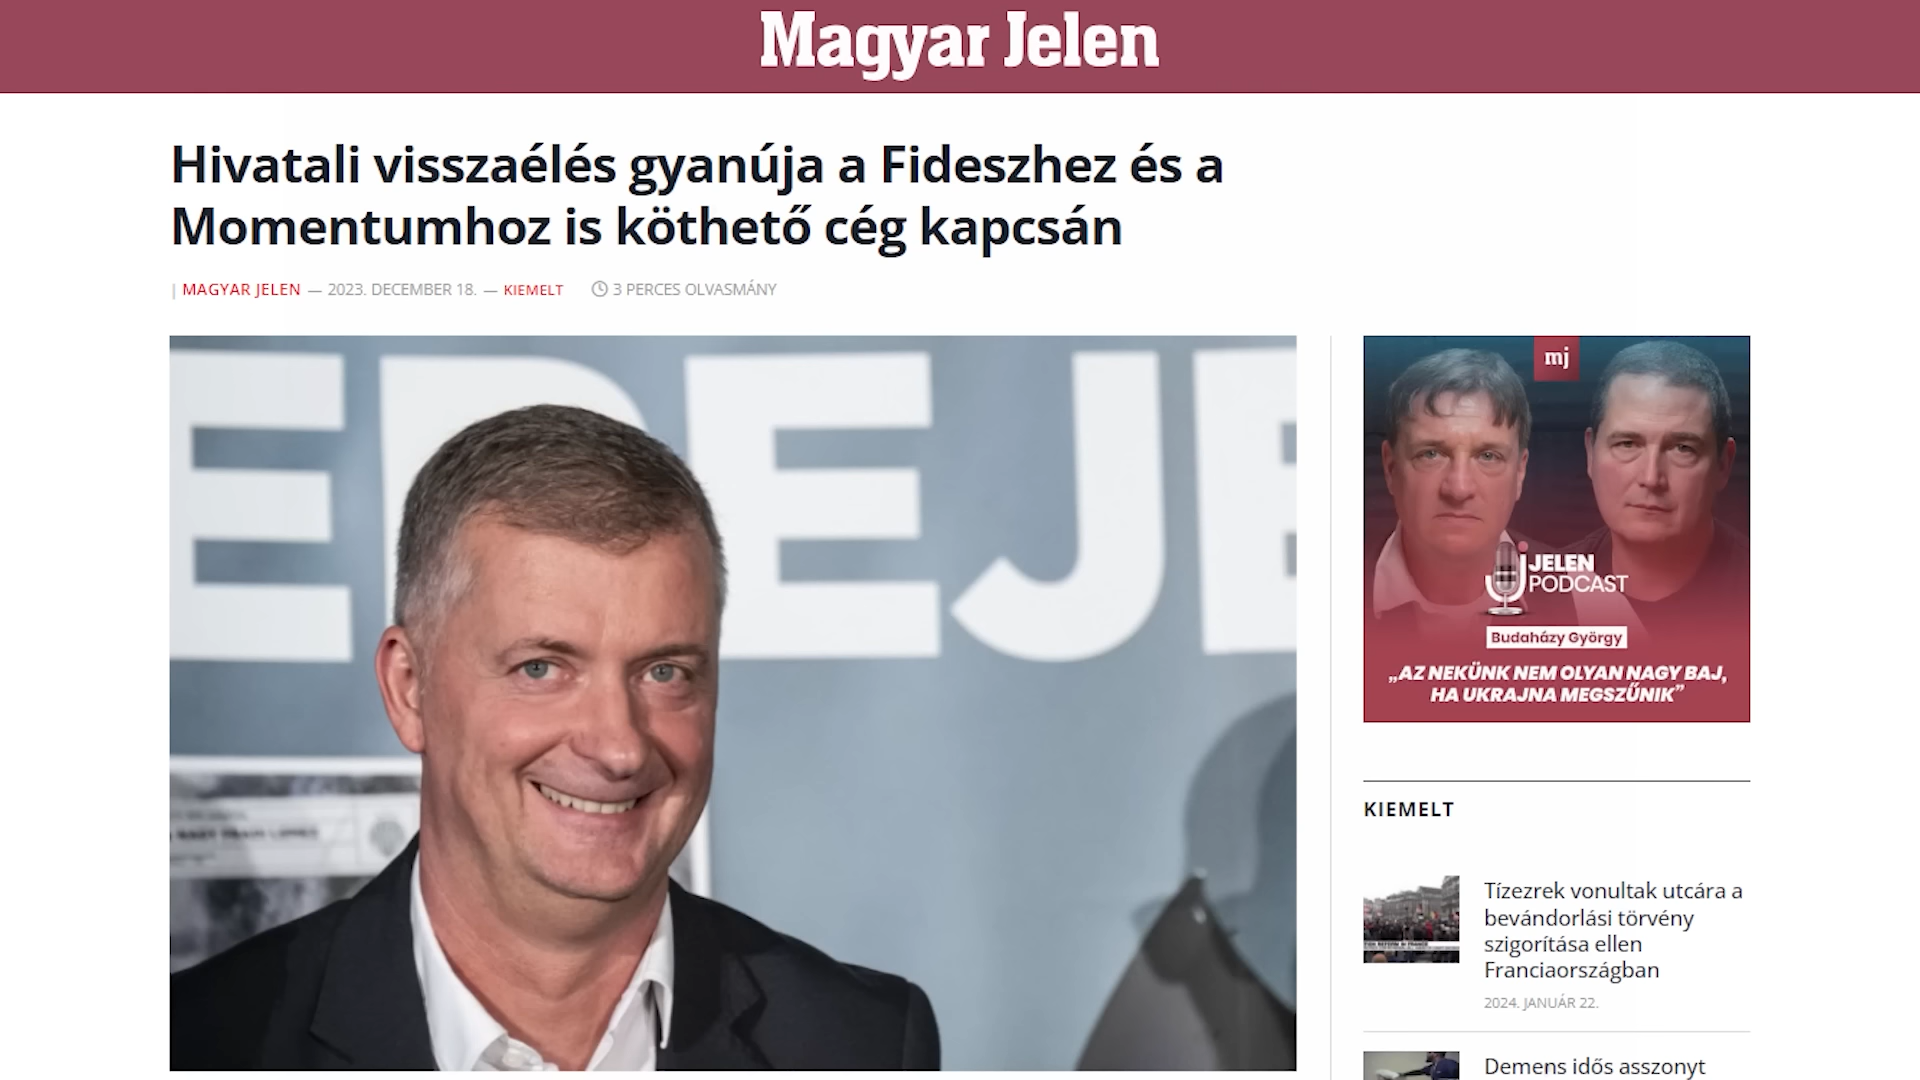 Magyar Jelen
Hivatali visszaélés gyanúja a Fideszhez és a
Momentumhoz is köthető cég kapcsán
| MAGYAR JELEN — 2023. DECEMBER 18. — KIEMELT 3 PERCES OLVASMÁNY
mj
JELEN
PODCAST
Budaházy György
„AZ NEKÜNK NEM OLYAN NAGY BAJ,
HA UKRAJNA MEGSZŰNIK”
KIEMELT
Tízezrek vonultak utcára a
bevándorlási törvény
szigorítása ellen
Franciaországban
2024. JANUÁR 22.
Demens idős asszonyt